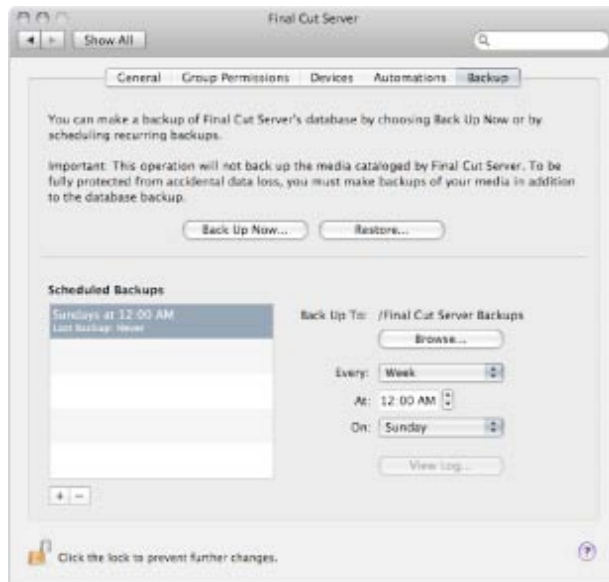 Final Cut Server
Show All
General Group Permissions Devices Automations Backup
You can make a backup of Final Cut Server's database by choosing Back Up Now or by
scheduling recurring backups.
Important: This operation will not back up the media cataloged by Final Cut Server. To be
fully protected from accidental data loss, you must make backups of your media in addition
to the database backup.
Back Up Now... Restore...
Scheduled Backups
Sundays at 12:00 AM
Last Backup: Never
Back Up To: /Final Cut Server Backups
Browse...
Every: Week
At: 12:00 AM
On: Sunday
View Log...
+ −
Click the lock to prevent further changes.
?